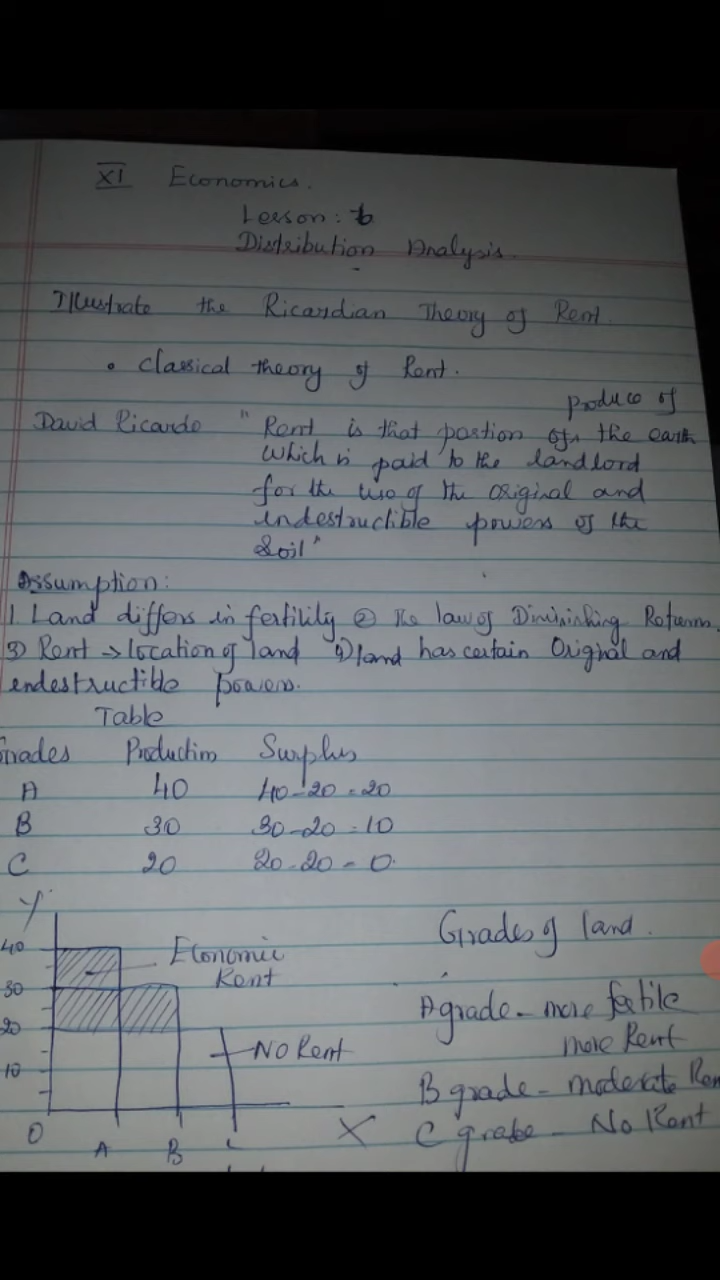 XI Economics.
Lesson: 6
Distribution Analysis.
Illustrate the Ricardian Theory of Rent.
• Classical theory of Rent.
produce of
David Ricardo "Rent is that portion of the earth
which is paid to the landlord
for the use of the original and
indestructible powers of the
Soil"
Assumption:
1. Land differs in fertility ② The law of Diminishing Returns.
3) Rent → location of land 4) land has certain Original and
endestructible powers.
Table
Grades Production Surplus
A 40 40-20=20
B 30 30-20=10
C 20 20-20=0.
Y
40
30
20
10
O
A
B
C
X
Economic
Rent
No Rent
Grades of land.
A grade - more fertile
more Rent
B grade - moderate Ren
C grade - No Rent